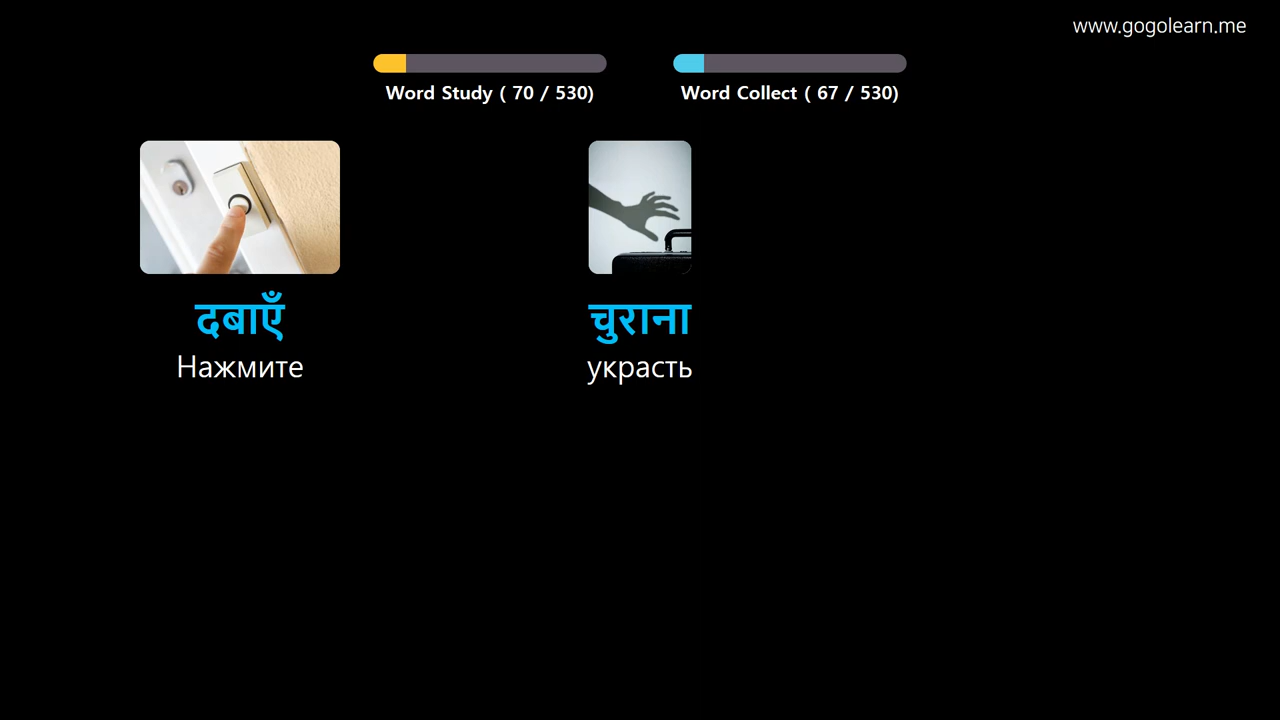 www.gogolearn.me
Word Study ( 70 / 530)
Word Collect ( 67 / 530)
दबाएँ
Нажмите
चुराना
украсть